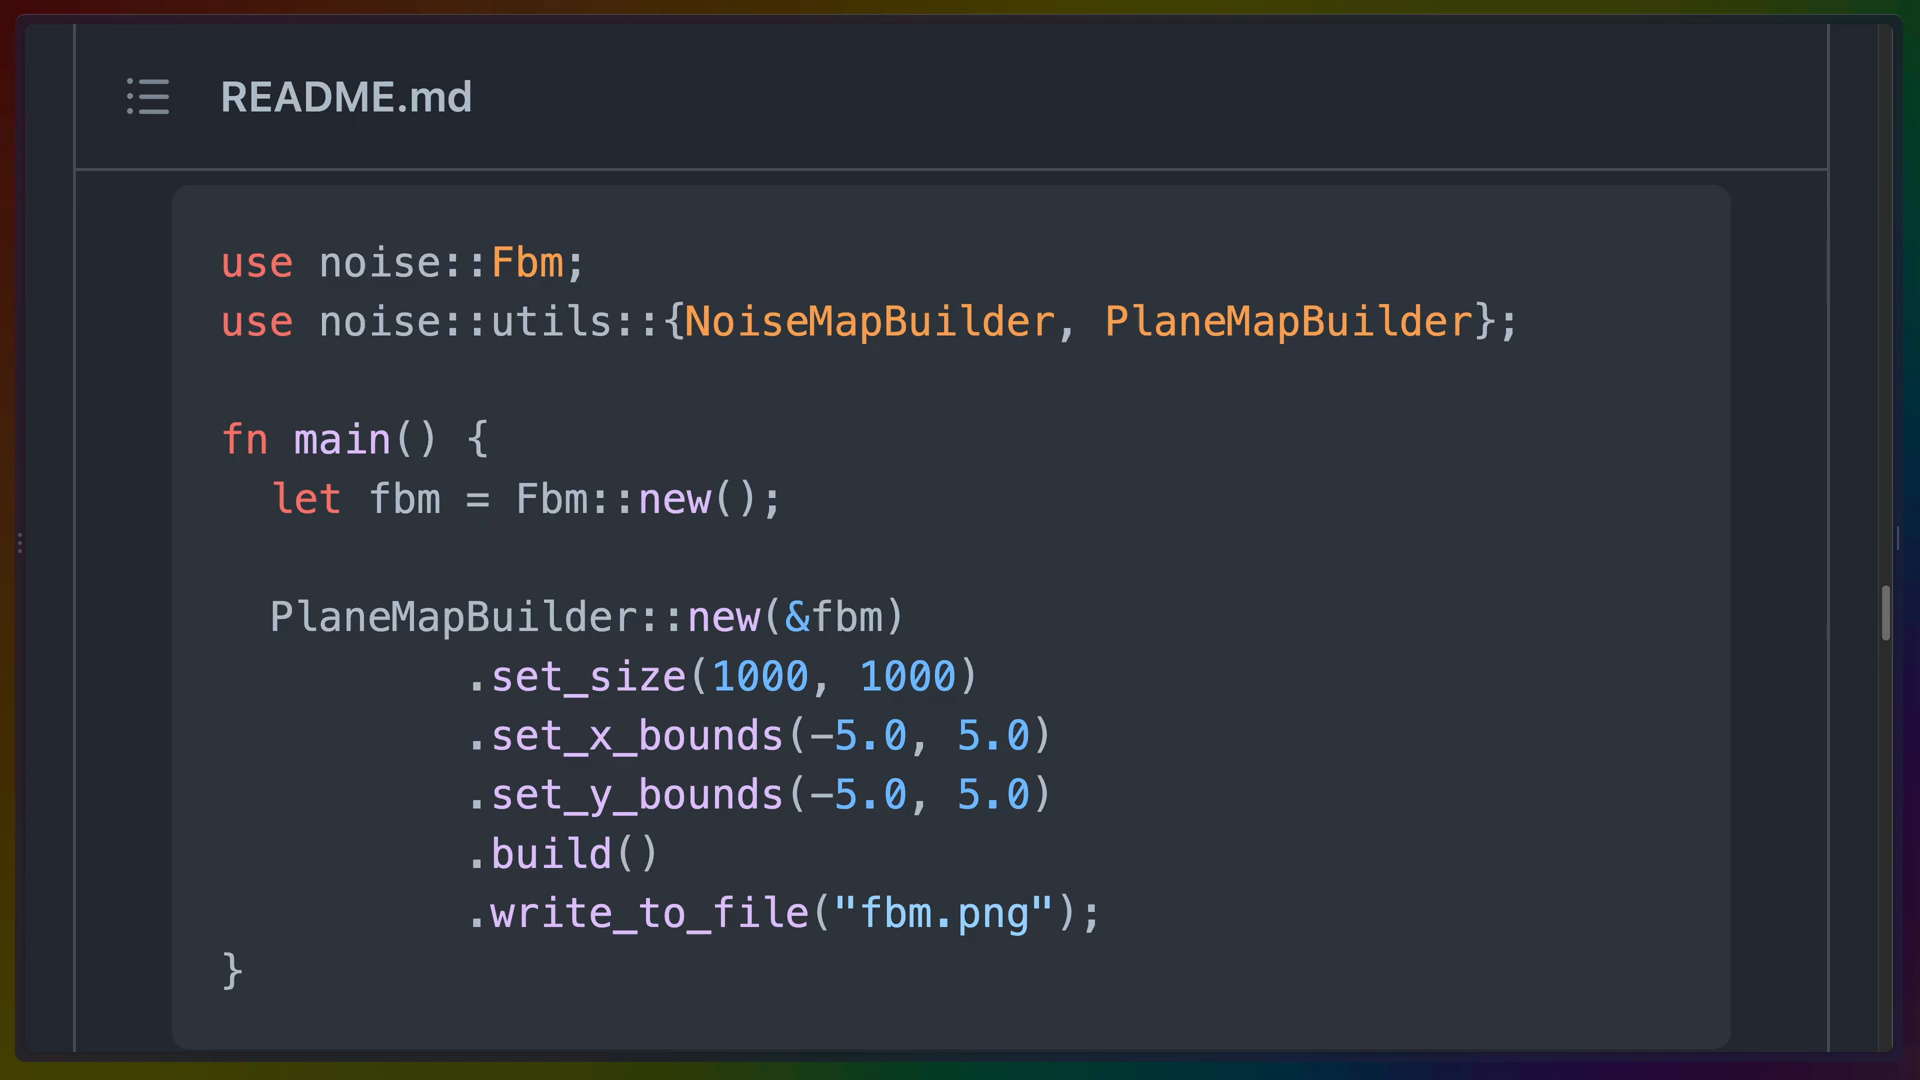 README.md
use noise::Fbm;
use noise::utils::{NoiseMapBuilder, PlaneMapBuilder};
fn main() {
  let fbm = Fbm::new();
  PlaneMapBuilder::new(&fbm)
          .set_size(1000, 1000)
          .set_x_bounds(-5.0, 5.0)
          .set_y_bounds(-5.0, 5.0)
          .build()
          .write_to_file("fbm.png");
}